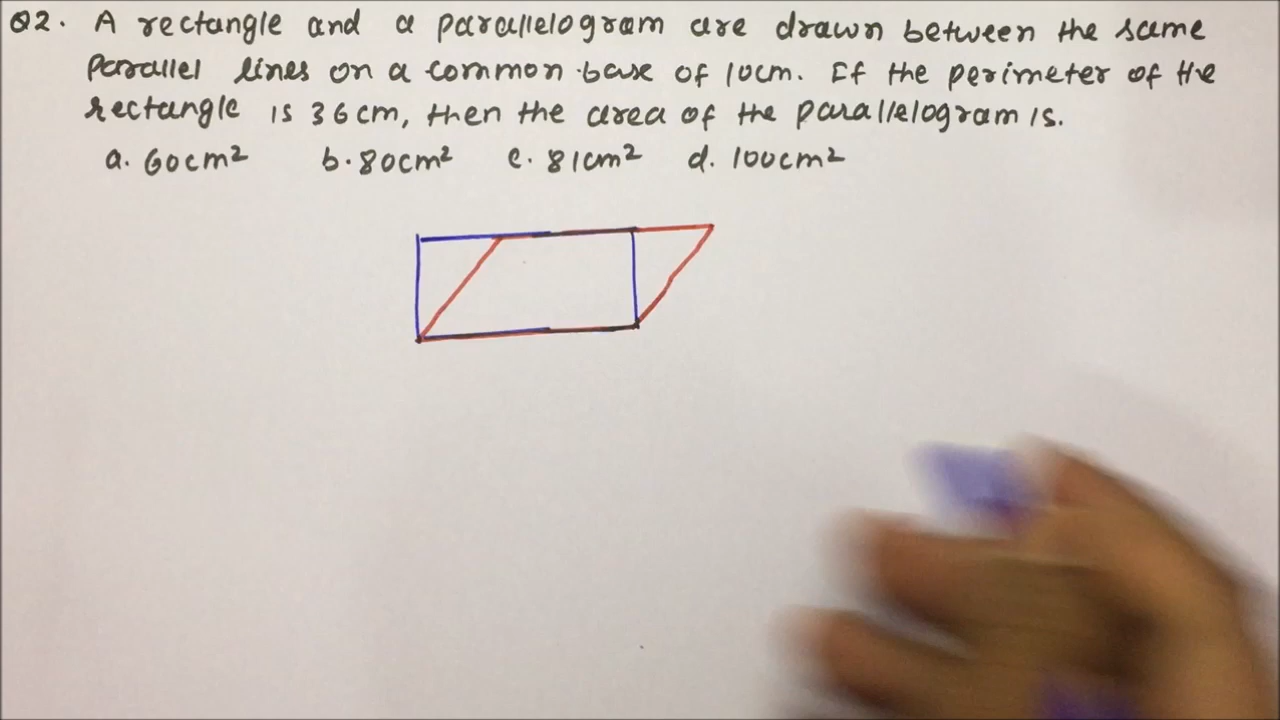 Q2. A rectangle and a parallelogram are drawn between the same
parallel lines on a common base of 10cm. If the perimeter of the
rectangle is 36cm, then the area of the parallelogram is.
a. 60cm² b. 80cm² c. 81cm² d. 100cm²